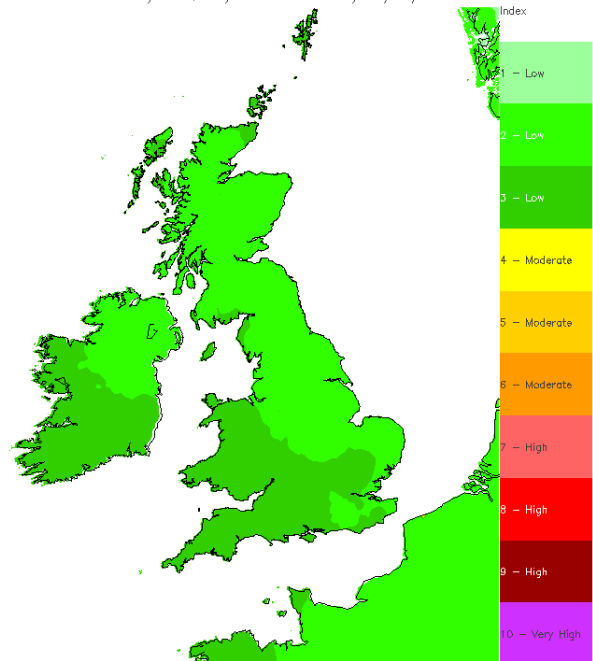 Index
1 – Low
2 – Low
3 – Low
4 – Moderate
5 – Moderate
6 – Moderate
7 – High
8 – High
9 – High
10 – Very High